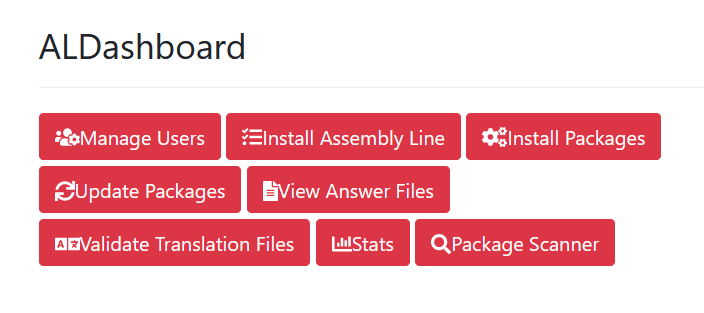 ALDashboard
Manage Users Install Assembly Line Install Packages
Update Packages View Answer Files
Validate Translation Files Stats Package Scanner